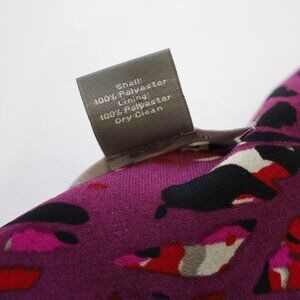 Shell:
100% Polyester
Lining:
100% Polyester
Dry Clean